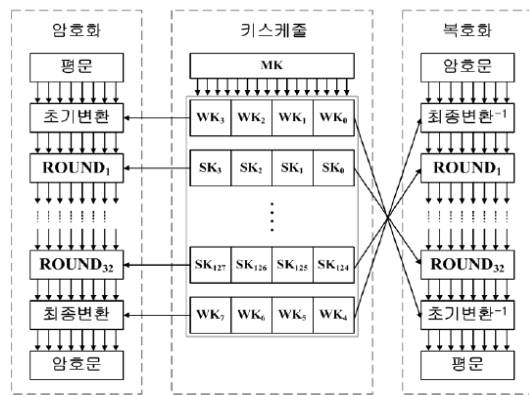 암호화
평문
초기변환
ROUND1
ROUND32
최종변환
암호문
키스케줄
MK
WK3 WK2 WK1 WK0
SK3 SK2 SK1 SK0
SK127 SK126 SK125 SK124
WK7 WK6 WK5 WK4
복호화
암호문
최종변환-1
ROUND1
ROUND32
초기변환-1
평문